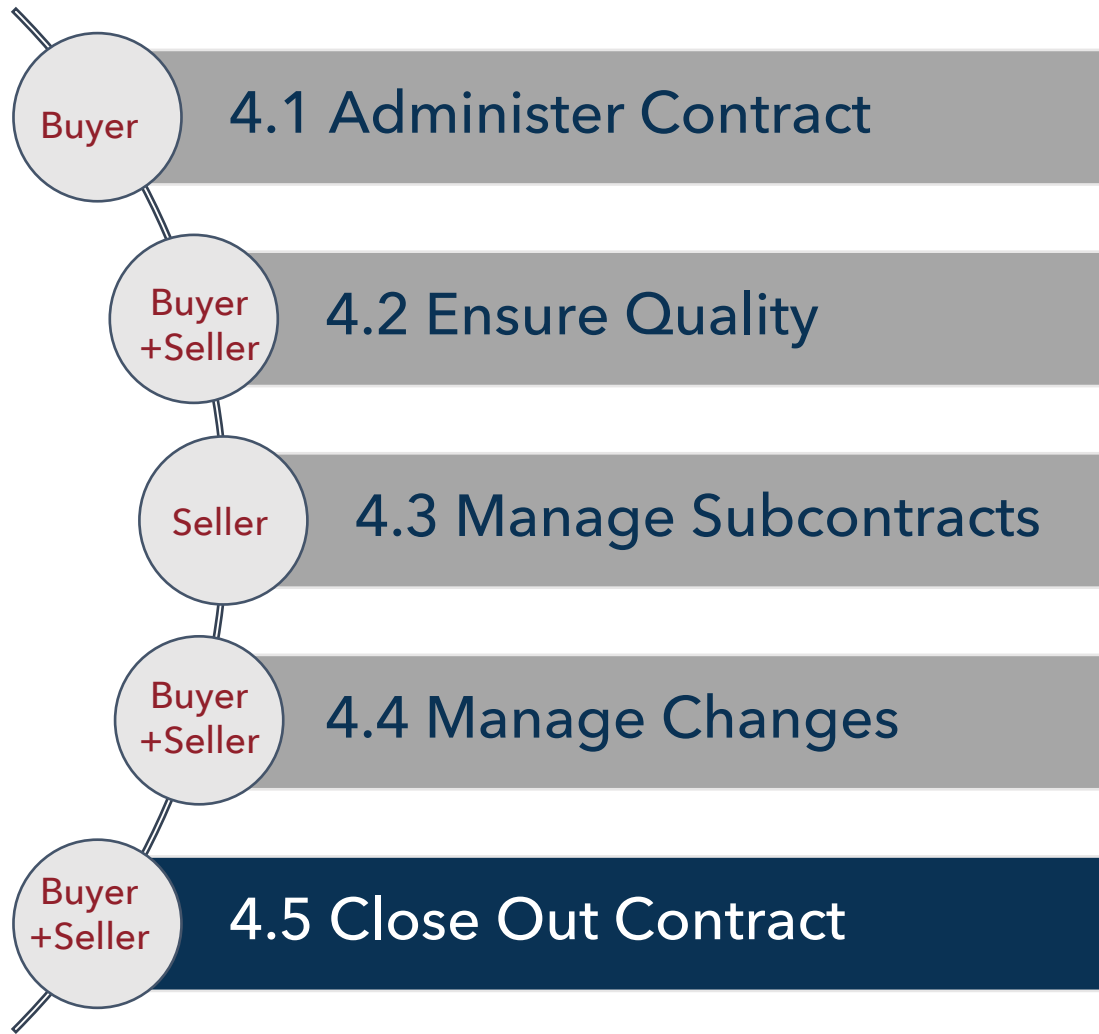 Buyer
4.1 Administer Contract
Buyer
+Seller
4.2 Ensure Quality
Seller
4.3 Manage Subcontracts
Buyer
+Seller
4.4 Manage Changes
Buyer
+Seller
4.5 Close Out Contract